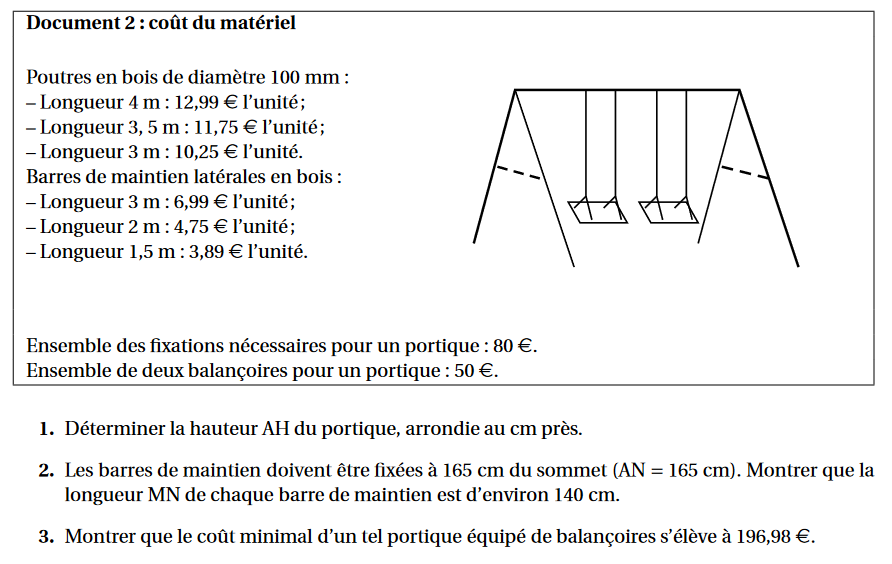 Document 2 : coût du matériel
Poutres en bois de diamètre 100 mm :
– Longueur 4 m : 12,99 € l'unité;
– Longueur 3, 5 m : 11,75 € l'unité;
– Longueur 3 m : 10,25 € l'unité.
Barres de maintien latérales en bois :
– Longueur 3 m : 6,99 € l'unité;
– Longueur 2 m : 4,75 € l'unité;
– Longueur 1,5 m : 3,89 € l'unité.
Ensemble des fixations nécessaires pour un portique : 80 €.
Ensemble de deux balançoires pour un portique : 50 €.
1. Déterminer la hauteur AH du portique, arrondie au cm près.
2. Les barres de maintien doivent être fixées à 165 cm du sommet (AN = 165 cm). Montrer que la
longueur MN de chaque barre de maintien est d'environ 140 cm.
3. Montrer que le coût minimal d'un tel portique équipé de balançoires s'élève à 196,98 €.